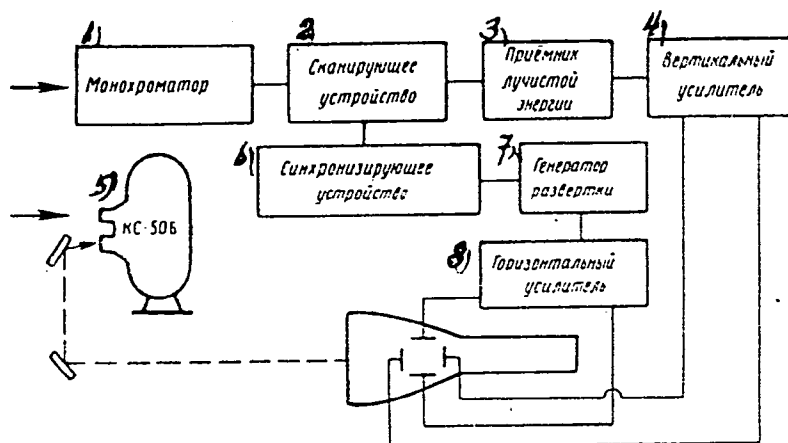 1)
2
3)
4)
Монохроматор
Сканирующее
устройство
Приёмник
лучистой
энергии
Вертикальный
усилитель
5)
КС-50Б
6)
Синхронизирующее
устройство
7)
Генератор
развертки
8)
Горизонтальный
усилитель